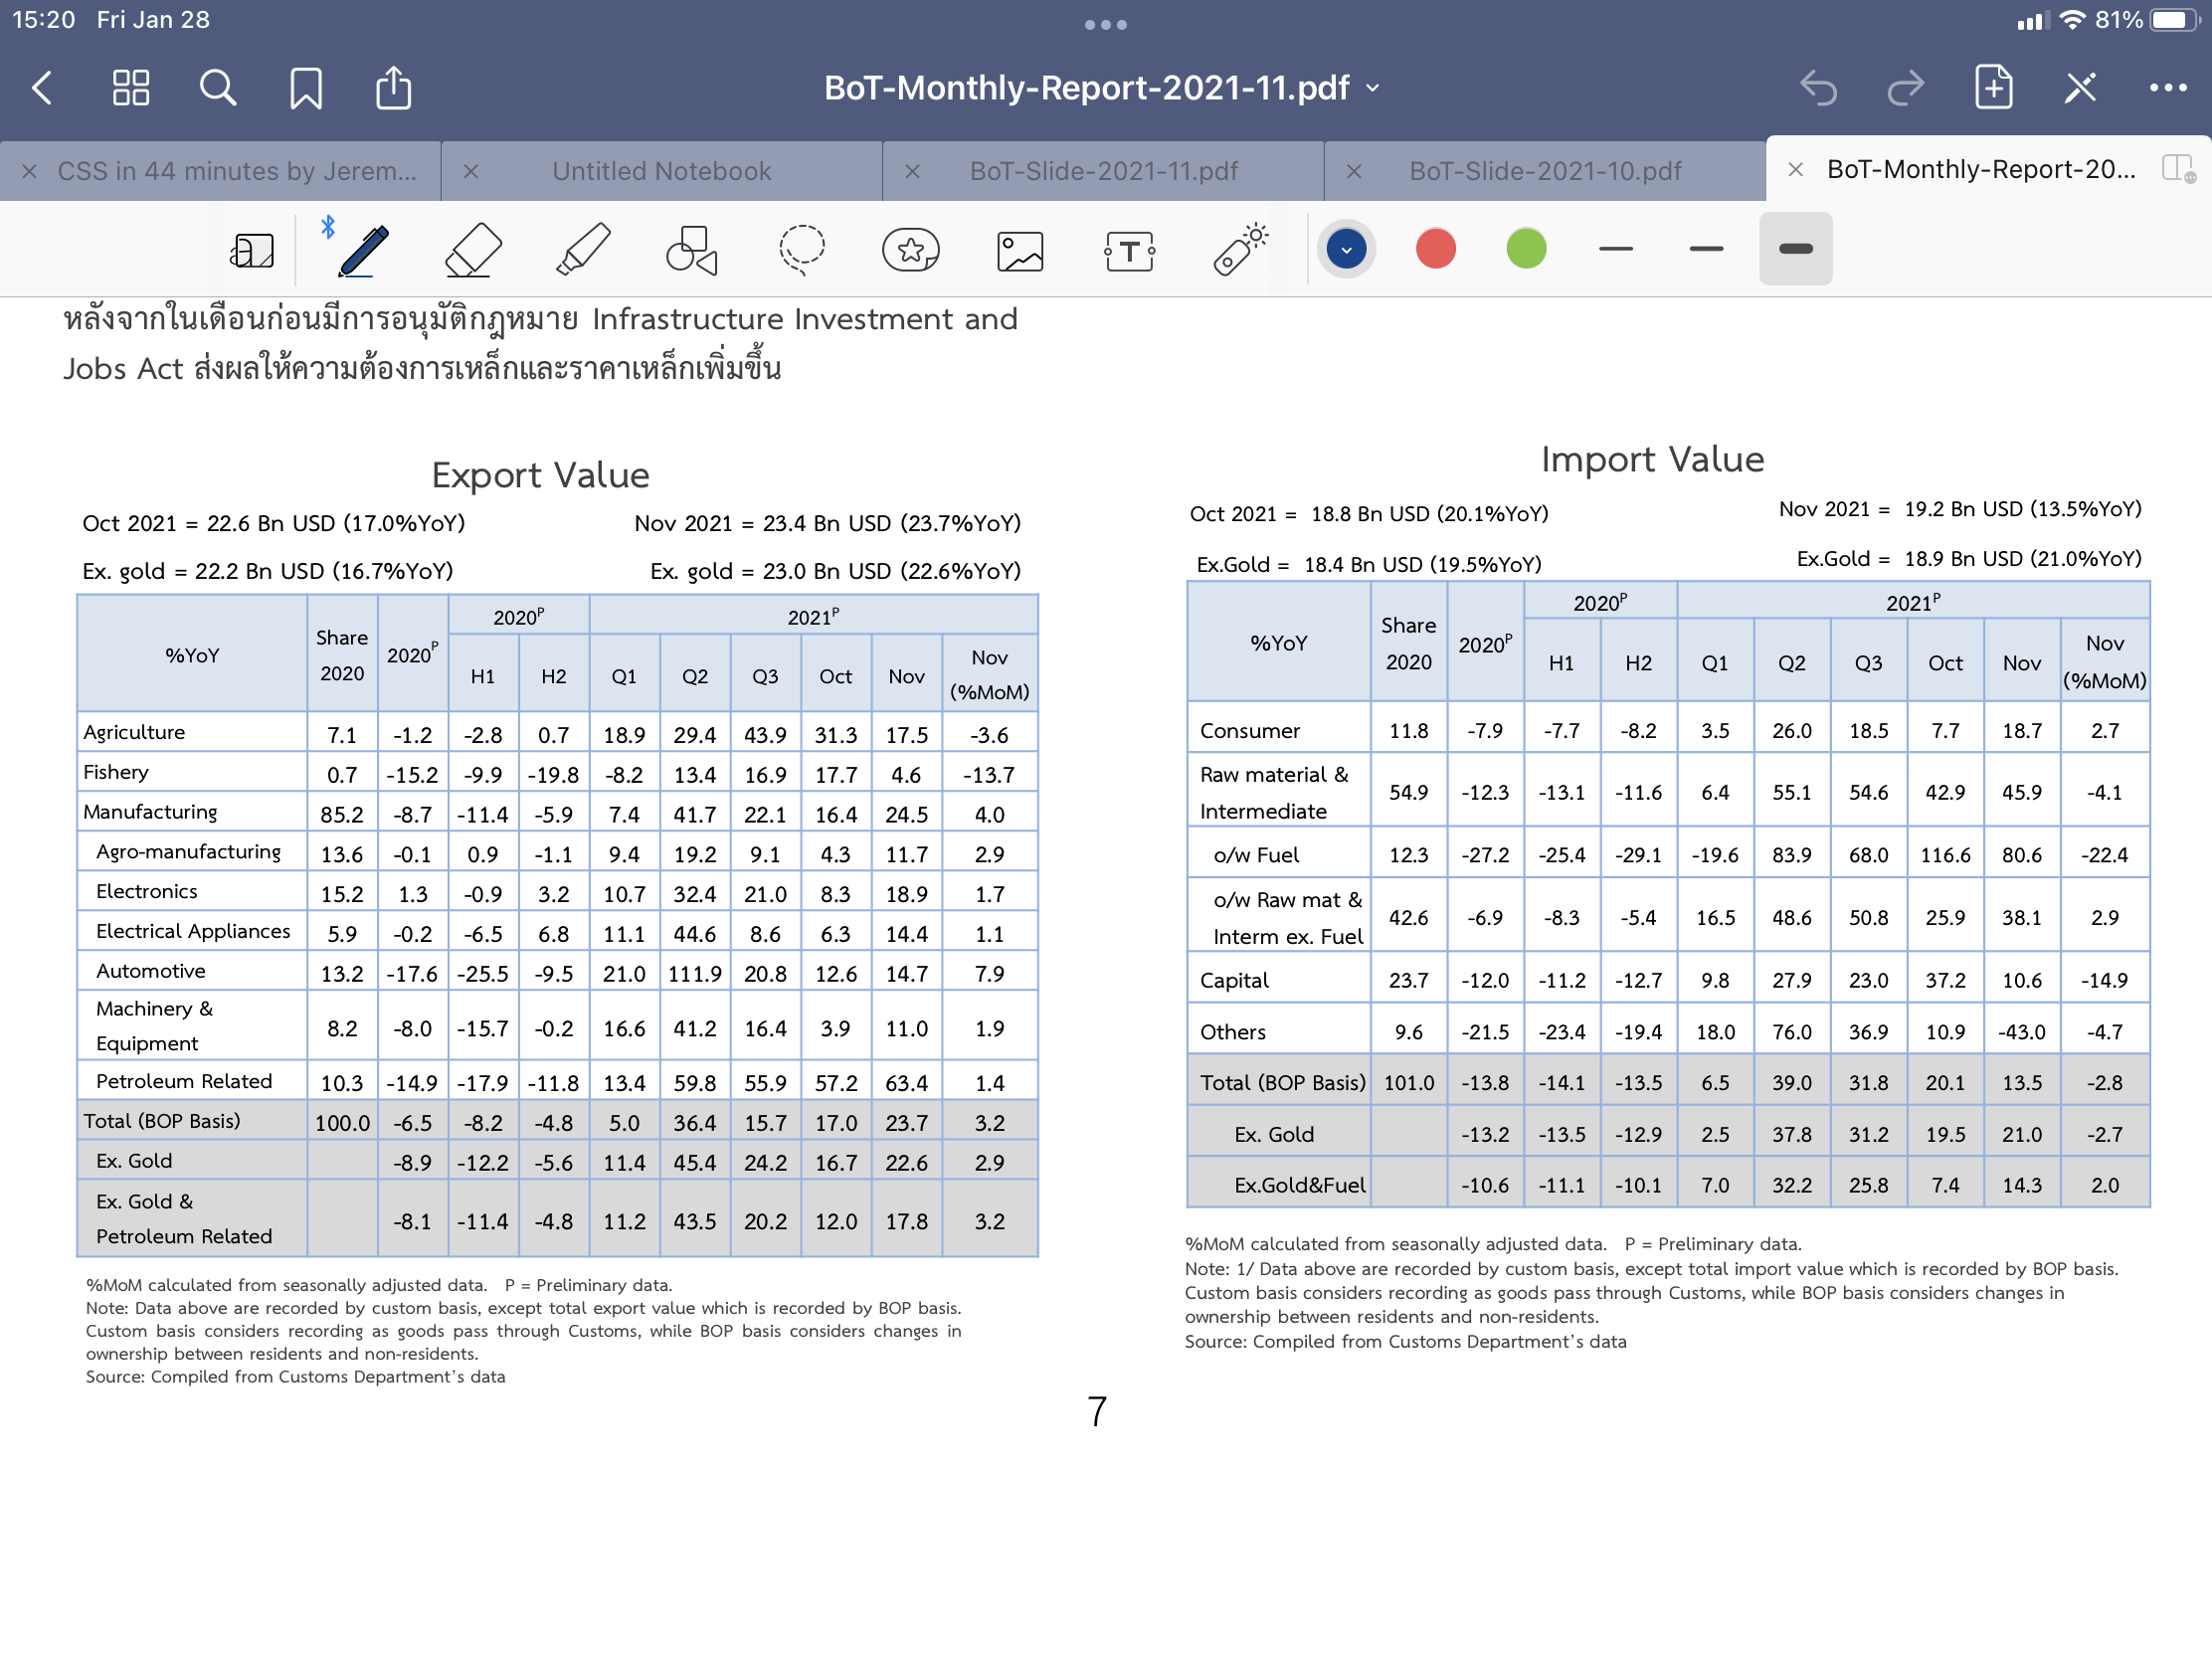 15:20 Fri Jan 28
81%
BoT-Monthly-Report-2021-11.pdf
CSS in 44 minutes by Jerem...
Untitled Notebook
BoT-Slide-2021-11.pdf
BoT-Slide-2021-10.pdf
BoT-Monthly-Report-20...
หลังจากในเดือนก่อนมีการอนุมัติกฎหมาย Infrastructure Investment and
Jobs Act ส่งผลให้ความต้องการเหล็กและราคาเหล็กเพิ่มขึ้น
Export Value
Oct 2021 = 22.6 Bn USD (17.0%YoY) Nov 2021 = 23.4 Bn USD (23.7%YoY)
Ex. gold = 22.2 Bn USD (16.7%YoY) Ex. gold = 23.0 Bn USD (22.6%YoY)
%YoY Share 2020 2020P 2020P 2021P
H1 H2 Q1 Q2 Q3 Oct Nov Nov (%MoM)
Agriculture 7.1 -1.2 -2.8 0.7 18.9 29.4 43.9 31.3 17.5 -3.6
Fishery 0.7 -15.2 -9.9 -19.8 -8.2 13.4 16.9 17.7 4.6 -13.7
Manufacturing 85.2 -8.7 -11.4 -5.9 7.4 41.7 22.1 16.4 24.5 4.0
Agro-manufacturing 13.6 -0.1 0.9 -1.1 9.4 19.2 9.1 4.3 11.7 2.9
Electronics 15.2 1.3 -0.9 3.2 10.7 32.4 21.0 8.3 18.9 1.7
Electrical Appliances 5.9 -0.2 -6.5 6.8 11.1 44.6 8.6 6.3 14.4 1.1
Automotive 13.2 -17.6 -25.5 -9.5 21.0 111.9 20.8 12.6 14.7 7.9
Machinery & Equipment 8.2 -8.0 -15.7 -0.2 16.6 41.2 16.4 3.9 11.0 1.9
Petroleum Related 10.3 -14.9 -17.9 -11.8 13.4 59.8 55.9 57.2 63.4 1.4
Total (BOP Basis) 100.0 -6.5 -8.2 -4.8 5.0 36.4 15.7 17.0 23.7 3.2
Ex. Gold -8.9 -12.2 -5.6 11.4 45.4 24.2 16.7 22.6 2.9
Ex. Gold & Petroleum Related -8.1 -11.4 -4.8 11.2 43.5 20.2 12.0 17.8 3.2
%MoM calculated from seasonally adjusted data. P = Preliminary data.
Note: Data above are recorded by custom basis, except total export value which is recorded by BOP basis.
Custom basis considers recording as goods pass through Customs, while BOP basis considers changes in
ownership between residents and non-residents.
Source: Compiled from Customs Department's data
Import Value
Oct 2021 = 18.8 Bn USD (20.1%YoY) Nov 2021 = 19.2 Bn USD (13.5%YoY)
Ex.Gold = 18.4 Bn USD (19.5%YoY) Ex.Gold = 18.9 Bn USD (21.0%YoY)
%YoY Share 2020 2020P 2020P 2021P
H1 H2 Q1 Q2 Q3 Oct Nov Nov (%MoM)
Consumer 11.8 -7.9 -7.7 -8.2 3.5 26.0 18.5 7.7 18.7 2.7
Raw material & Intermediate 54.9 -12.3 -13.1 -11.6 6.4 55.1 54.6 42.9 45.9 -4.1
o/w Fuel 12.3 -27.2 -25.4 -29.1 -19.6 83.9 68.0 116.6 80.6 -22.4
o/w Raw mat & Interm ex. Fuel 42.6 -6.9 -8.3 -5.4 16.5 48.6 50.8 25.9 38.1 2.9
Capital 23.7 -12.0 -11.2 -12.7 9.8 27.9 23.0 37.2 10.6 -14.9
Others 9.6 -21.5 -23.4 -19.4 18.0 76.0 36.9 10.9 -43.0 -4.7
Total (BOP Basis) 101.0 -13.8 -14.1 -13.5 6.5 39.0 31.8 20.1 13.5 -2.8
Ex. Gold -13.2 -13.5 -12.9 2.5 37.8 31.2 19.5 21.0 -2.7
Ex.Gold&Fuel -10.6 -11.1 -10.1 7.0 32.2 25.8 7.4 14.3 2.0
%MoM calculated from seasonally adjusted data. P = Preliminary data.
Note: 1/ Data above are recorded by custom basis, except total import value which is recorded by BOP basis.
Custom basis considers recording as goods pass through Customs, while BOP basis considers changes in
ownership between residents and non-residents.
Source: Compiled from Customs Department's data
7